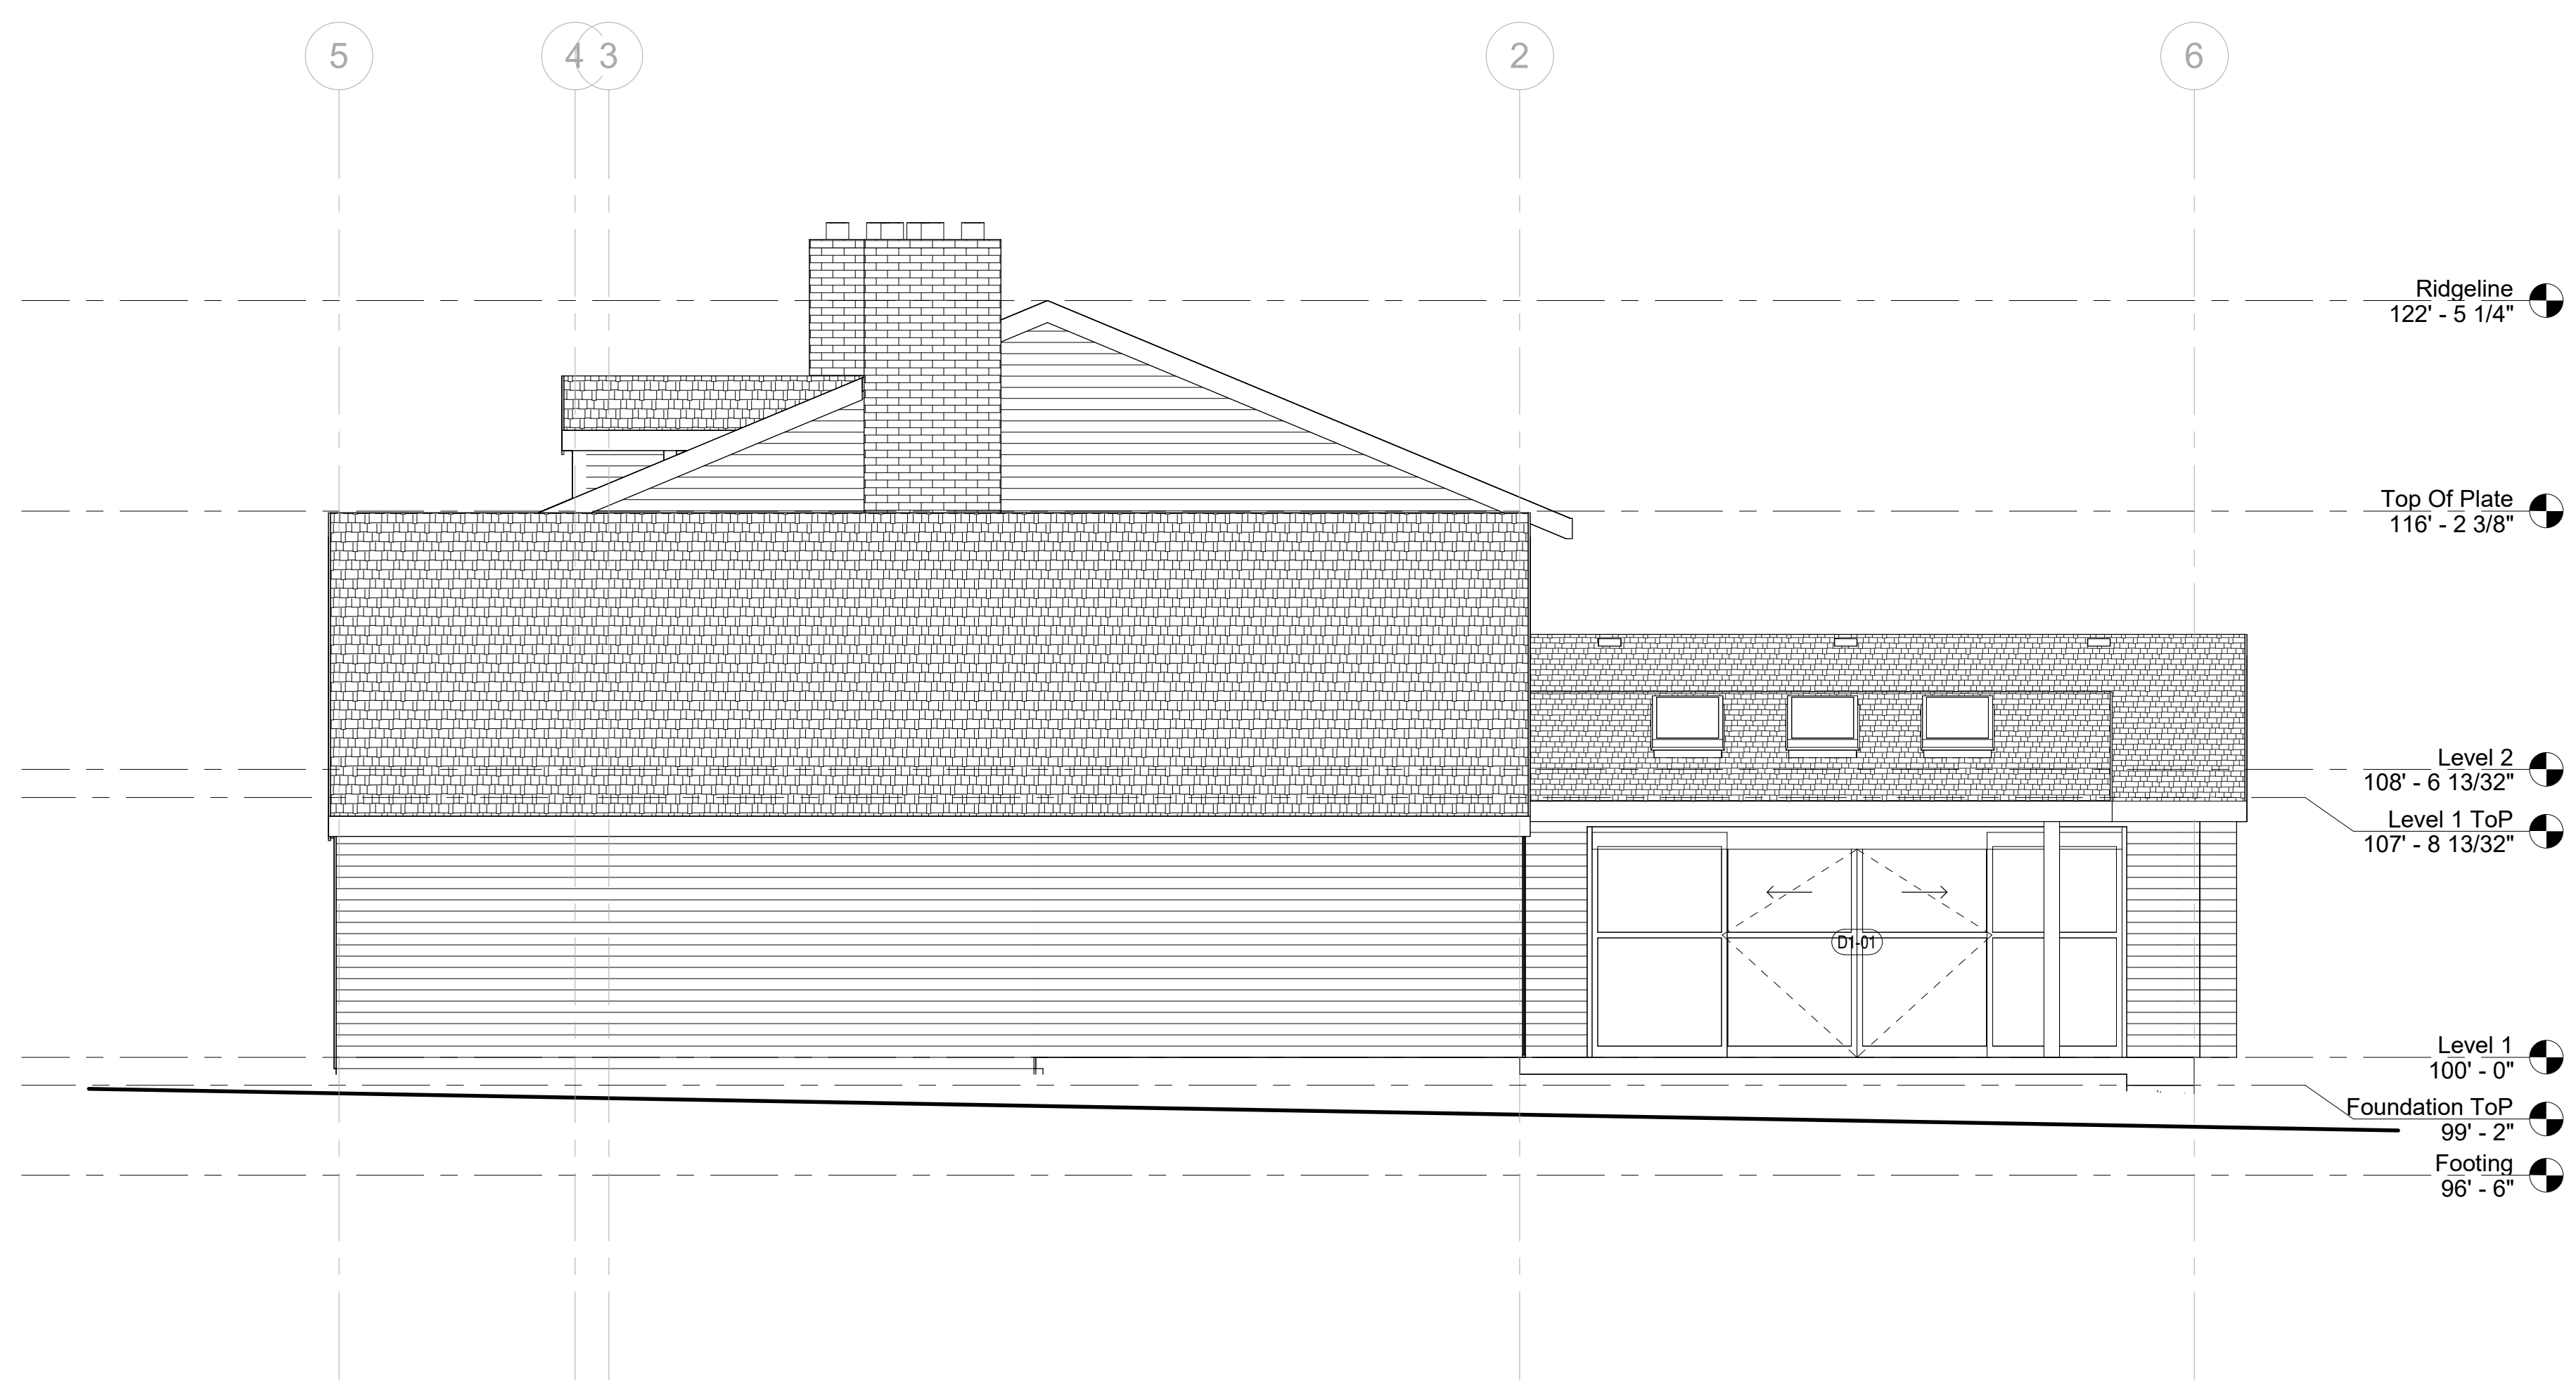 5
4
3
2
6
Ridgeline
122' - 5 1/4"
Top Of Plate
116' - 2 3/8"
Level 2
108' - 6 13/32"
Level 1 ToP
107' - 8 13/32"
D1-01
Level 1
100' - 0"
Foundation ToP
99' - 2"
Footing
96' - 6"